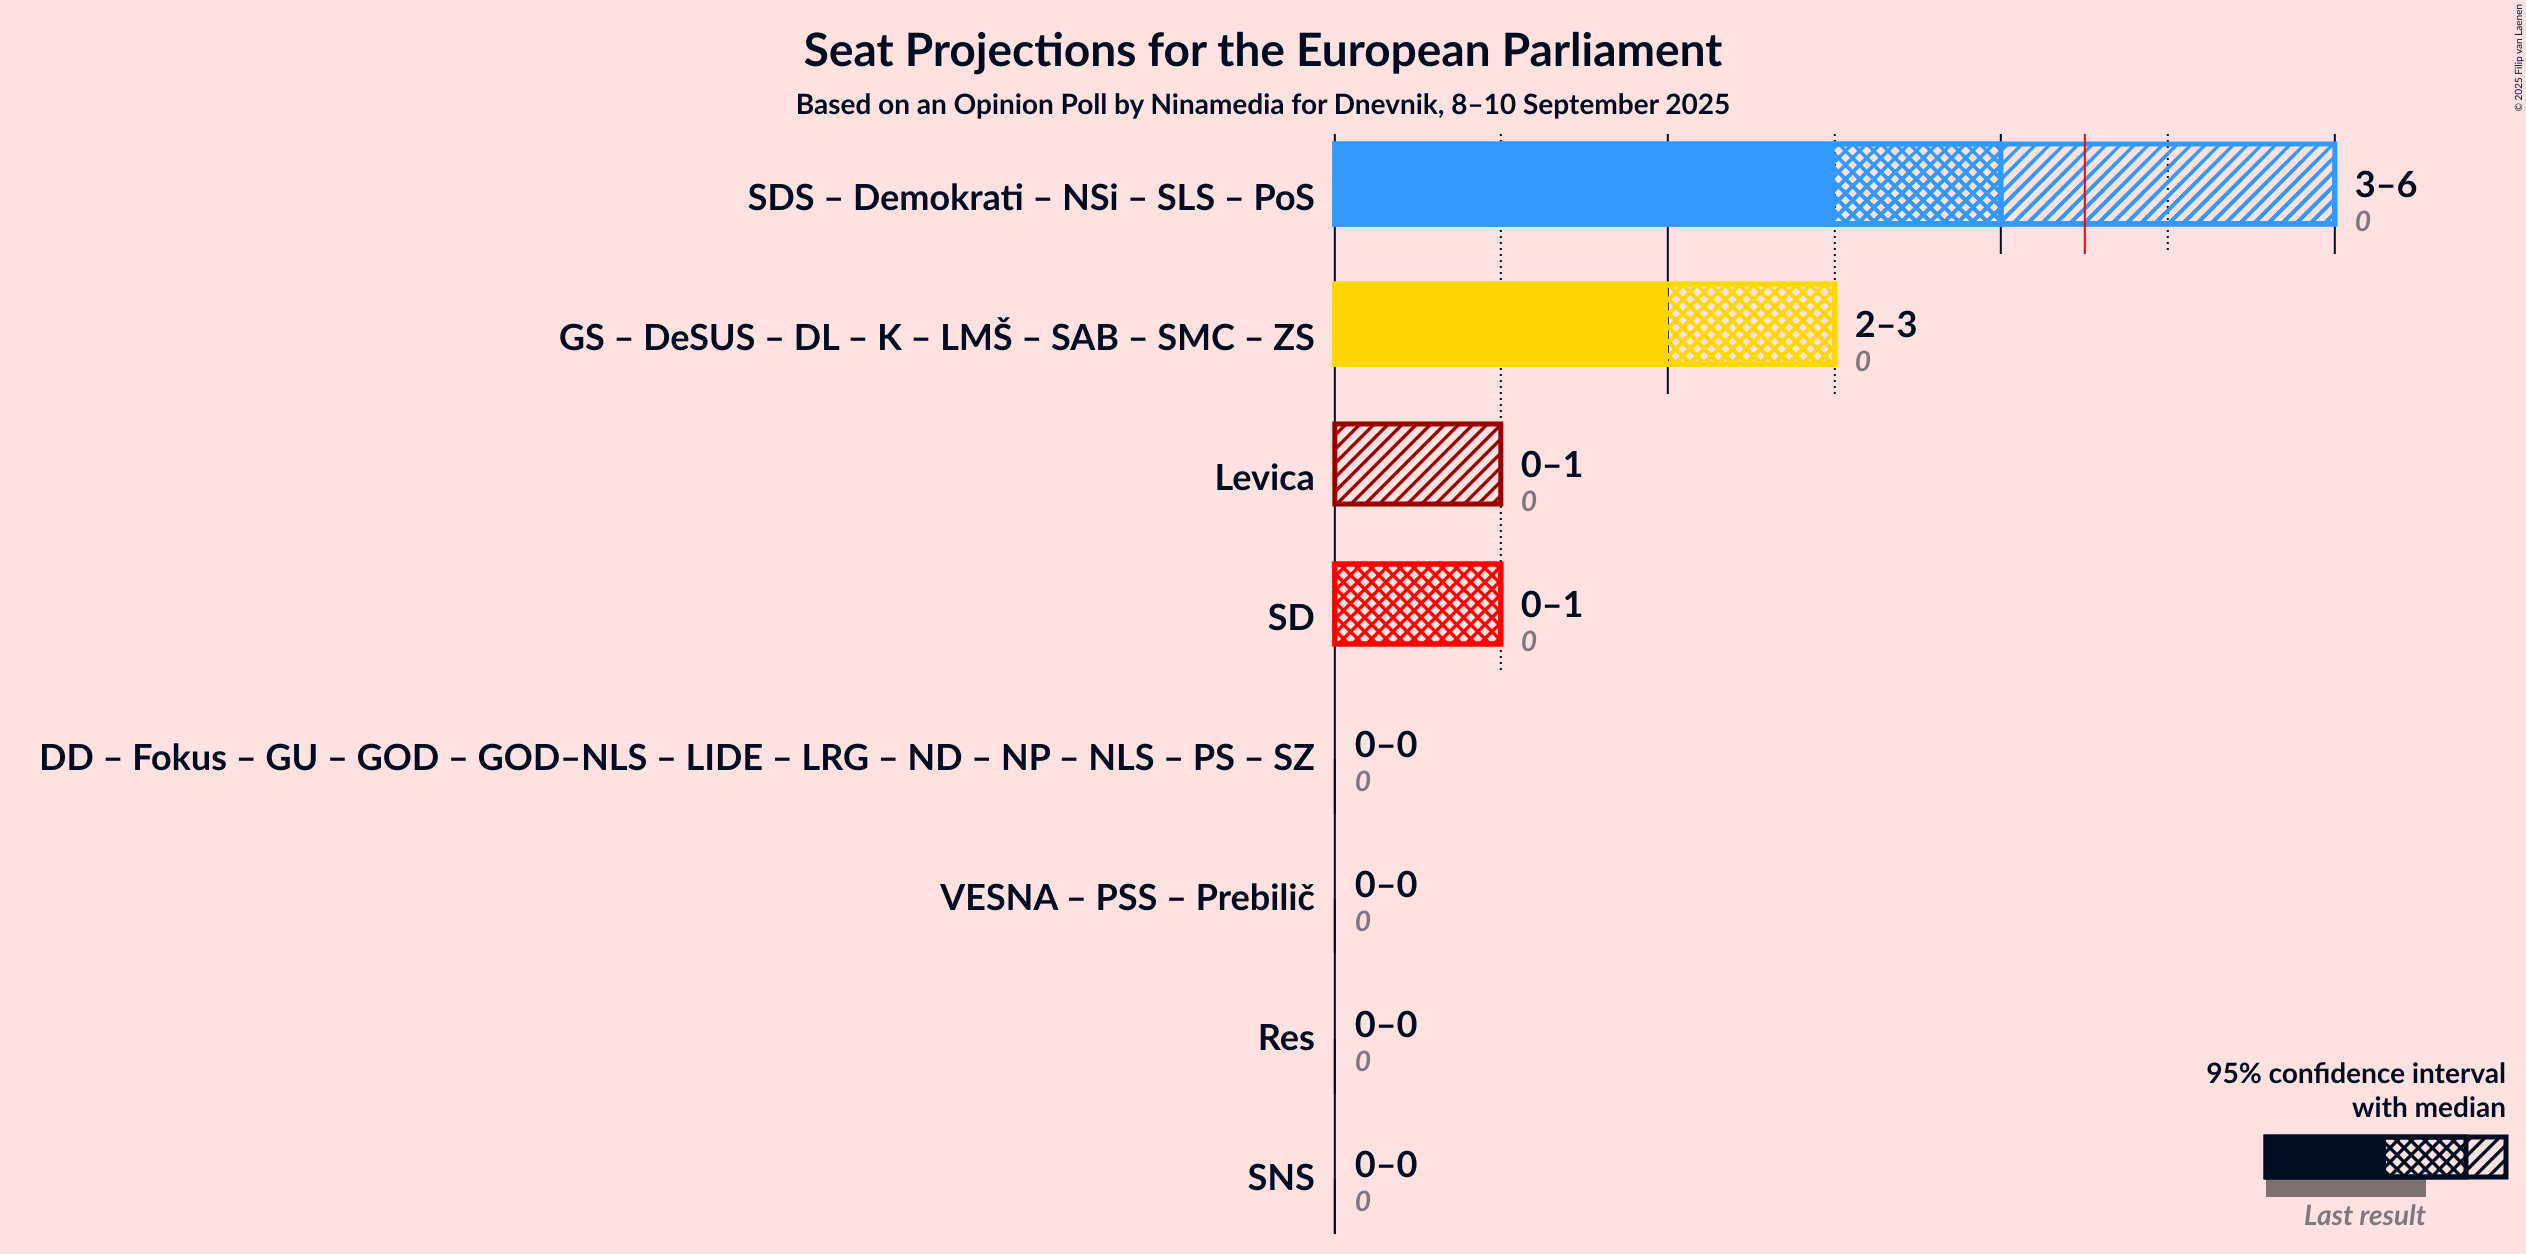 Seat Projections for the European Parliament
Based on an Opinion Poll by Ninamedia for Dnevnik, 8–10 September 2025
© 2025 Filip van Laenen
SDS – Demokrati – NSi – SLS – PoS
3–6
0
GS – DeSUS – DL – K – LMŠ – SAB – SMC – ZS
2–3
0
Levica
0–1
0
SD
0–1
0
DD – Fokus – GU – GOD – GOD–NLS – LIDE – LRG – ND – NP – NLS – PS – SZ
0–0
0
VESNA – PSS – Prebilič
0–0
0
Res
0–0
0
SNS
0–0
0
95% confidence interval
with median
Last result